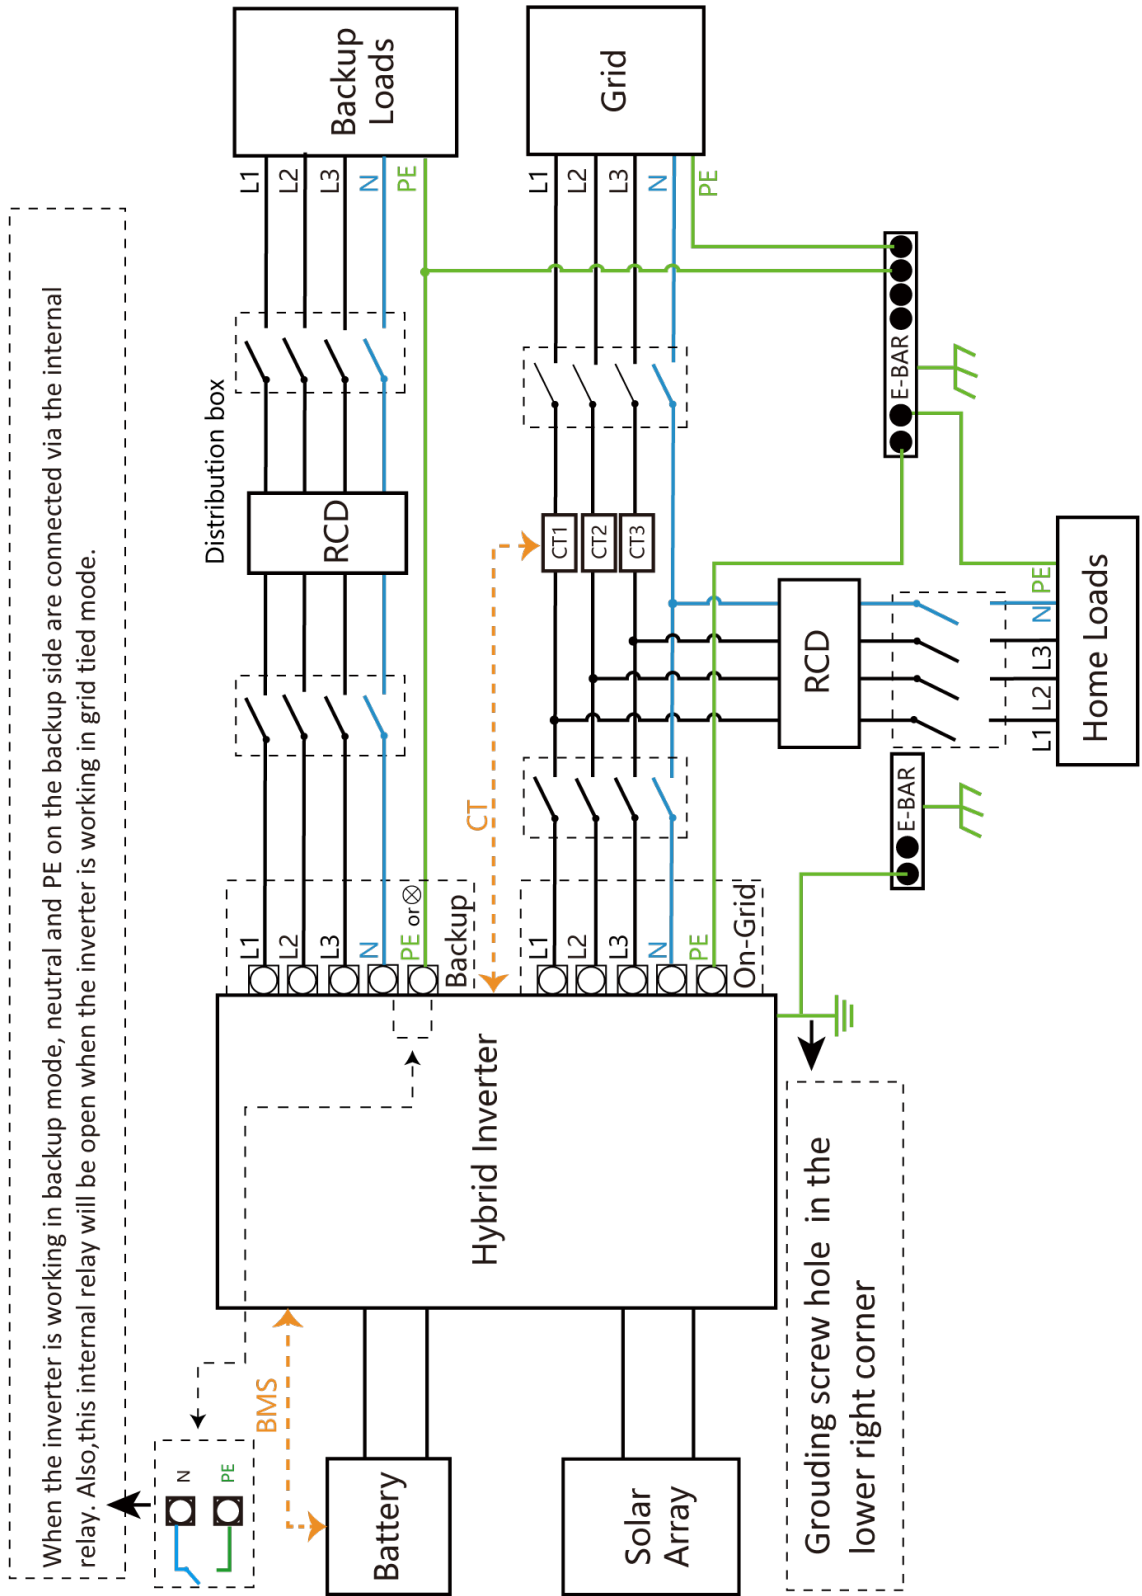 When the inverter is working in backup mode, neutral and PE on the backup side are connected via the internal
relay. Also,this internal relay will be open when the inverter is working in grid tied mode.
N
PE
Distribution box
Backup
Loads
L1
L2
L3
N
PE
RCD
L1
L2
L3
N
PE
or
Backup
BMS
CT
Battery
Hybrid Inverter
Solar
Array
Grid
L1
L2
L3
N
PE
CT1
CT2
CT3
L1
L2
L3
N
PE
On-Grid
RCD
E-BAR
E-BAR
L1
L2
L3
N
PE
Home Loads
Grouding screw hole in the
lower right corner